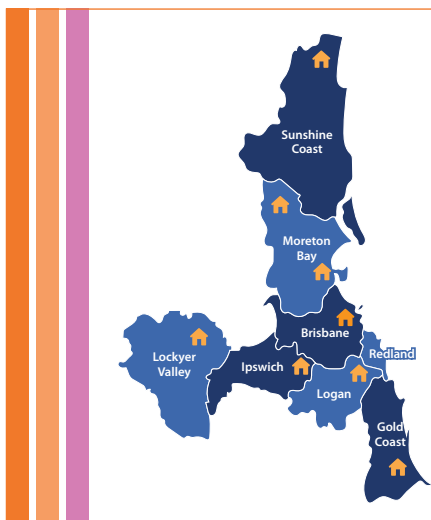 Sunshine
Coast
Moreton
Bay
Brisbane
Redland
Lockyer
Valley
Ipswich
Logan
Gold
Coast